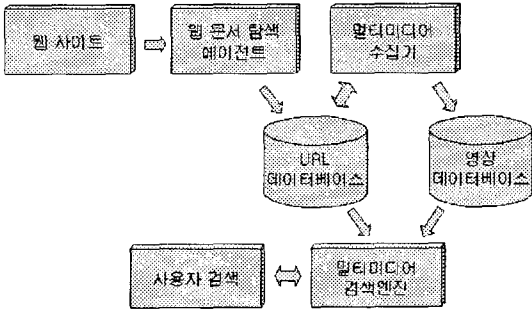 웹 사이트
웹 문서 탐색
에이전트
멀티미디어
수집기
URL
데이터베이스
영상
데이터베이스
사용자 검색
멀티미디어
검색엔진